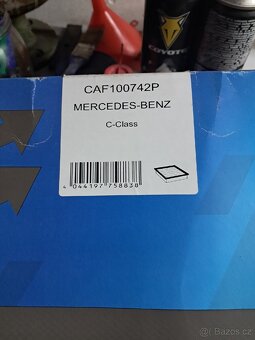 COYOTE
CAF100742P
MERCEDES-BENZ
C-Class
4 044197 758838
Bazos.cz